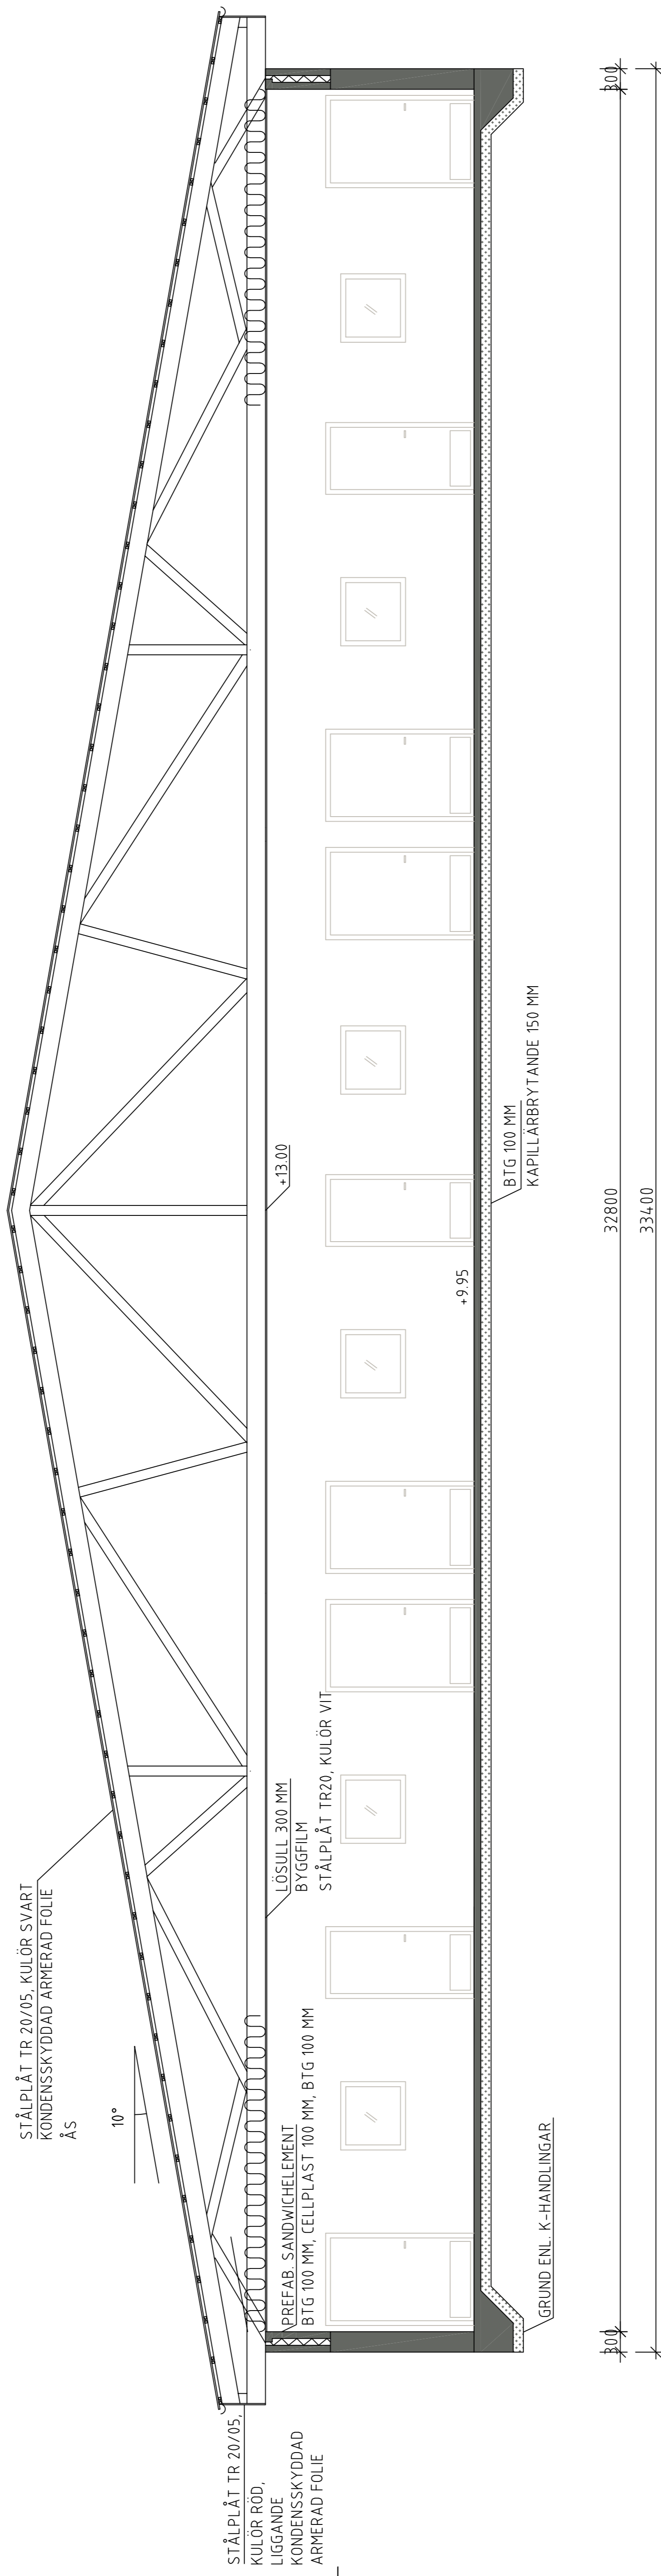 STÅLPLÅT TR 20/05, KULÖR SVART
KONDENSSKYDDAD ARMERAD FOLIE
ÅS
10°
STÅLPLÅT TR 20/05,
KULÖR RÖD,
LIGGANDE
KONDENSSKYDDAD
ARMERAD FOLIE
PREFAB. SANDWICHELEMENT
BTG 100 MM, CELLPLAST 100 MM, BTG 100 MM
LÖSULL 300 MM
BYGGFILM
STÅLPLÅT TR20, KULÖR VIT
+13.00
+9.95
BTG 100 MM
KAPILLÄRBRYTANDE 150 MM
GRUND ENL. K-HANDLINGAR
300
32800
300
33400